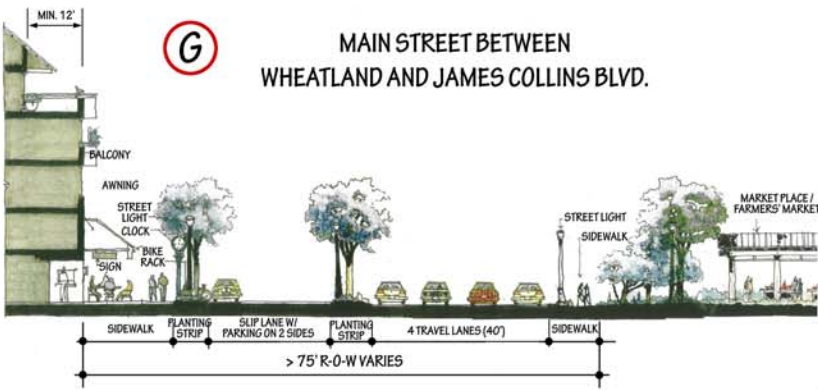 MIN. 12'
G
MAIN STREET BETWEEN
WHEATLAND AND JAMES COLLINS BLVD.
BALCONY
AWNING
STREET
LIGHT
CLOCK
BIKE
RACK
SIGN
STREET LIGHT
SIDEWALK
MARKET PLACE /
FARMERS' MARKET
SIDEWALK
PLANTING
STRIP
SLIP LANE W/
PARKING ON 2 SIDES
PLANTING
STRIP
4 TRAVEL LANES (40')
SIDEWALK
> 75' R-O-W VARIES